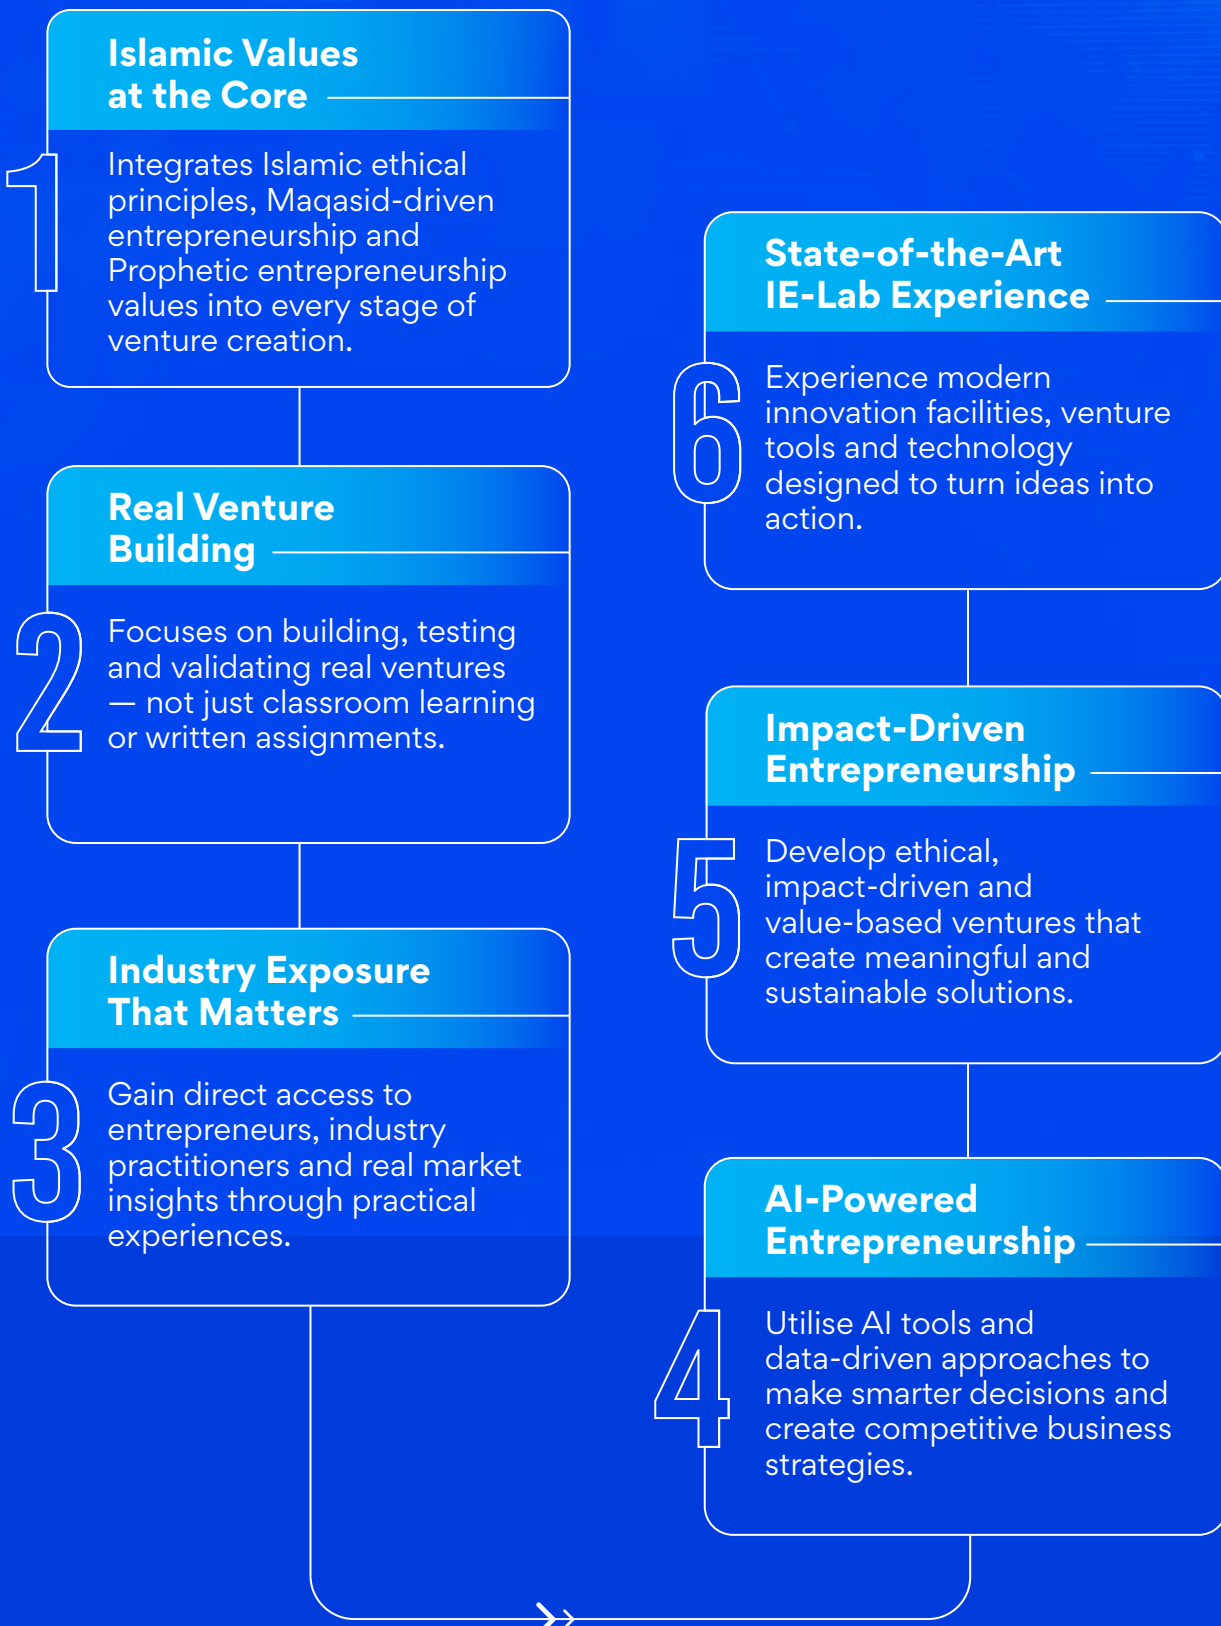 Islamic Values
at the Core
1
Integrates Islamic ethical
principles, Maqasid-driven
entrepreneurship and
Prophetic entrepreneurship
values into every stage of
venture creation.
Real Venture
Building
2
Focuses on building, testing
and validating real ventures
— not just classroom learning
or written assignments.
Industry Exposure
That Matters
3
Gain direct access to
entrepreneurs, industry
practitioners and real market
insights through practical
experiences.
AI-Powered
Entrepreneurship
4
Utilise AI tools and
data-driven approaches to
make smarter decisions and
create competitive business
strategies.
Impact-Driven
Entrepreneurship
5
Develop ethical,
impact-driven and
value-based ventures that
create meaningful and
sustainable solutions.
State-of-the-Art
IE-Lab Experience
6
Experience modern
innovation facilities, venture
tools and technology
designed to turn ideas into
action.